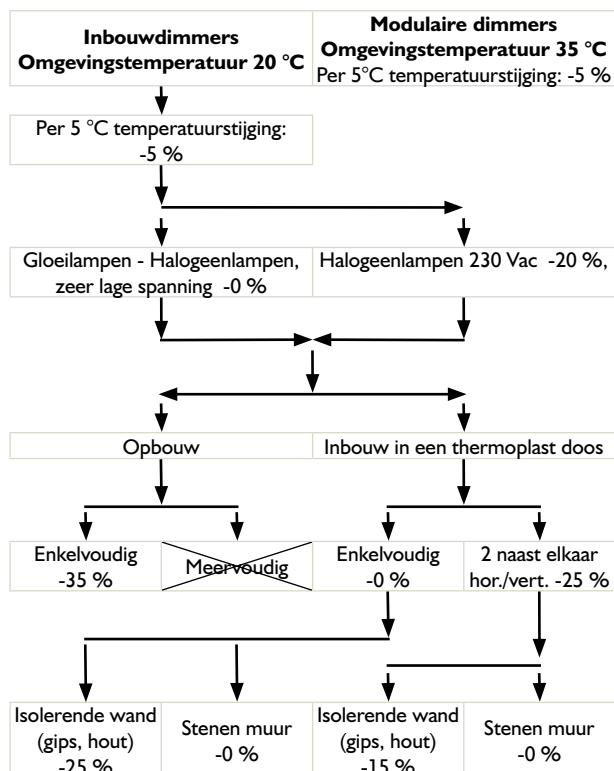 Inbouwdimmers
Omgevingstemperatuur 20 °C
Modulaire dimmers
Omgevingstemperatuur 35 °C
Per 5°C temperatuurstijging: -5 %
Per 5 °C temperatuurstijging:
-5 %
Gloeilampen - Halogeenlampen,
zeer lage spanning -0 %
Halogeenlampen 230 Vac -20 %,
Opbouw
Inbouw in een thermoplast doos
Enkelvoudig
-35 %
Meervoudig
Enkelvoudig
-0 %
2 naast elkaar
hor./vert. -25 %
Isolerende wand
(gips, hout)
-25 %
Stenen muur
-0 %
Isolerende wand
(gips, hout)
-15 %
Stenen muur
-0 %